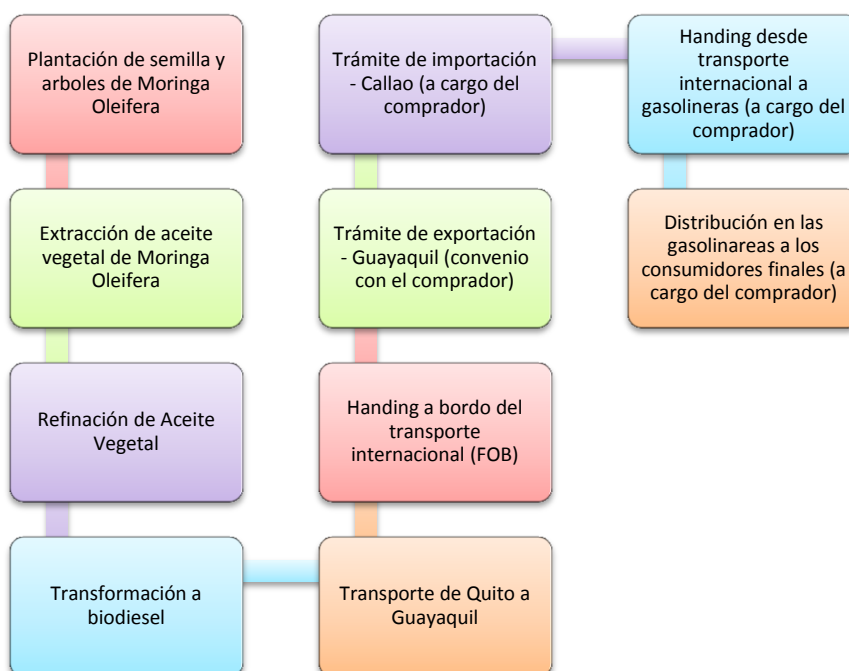 Plantación de semilla y
arboles de Moringa
Oleifera
Extracción de aceite
vegetal de Moringa
Oleifera
Refinación de Aceite
Vegetal
Transformación a
biodiesel
Transporte de Quito a
Guayaquil
Handing a bordo del
transporte
internacional (FOB)
Trámite de exportación
- Guayaquil (convenio
con el comprador)
Trámite de importación
- Callao (a cargo del
comprador)
Handing desde
transporte
internacional a
gasolineras (a cargo del
comprador)
Distribución en las
gasolinareas a los
consumidores finales (a
cargo del comprador)